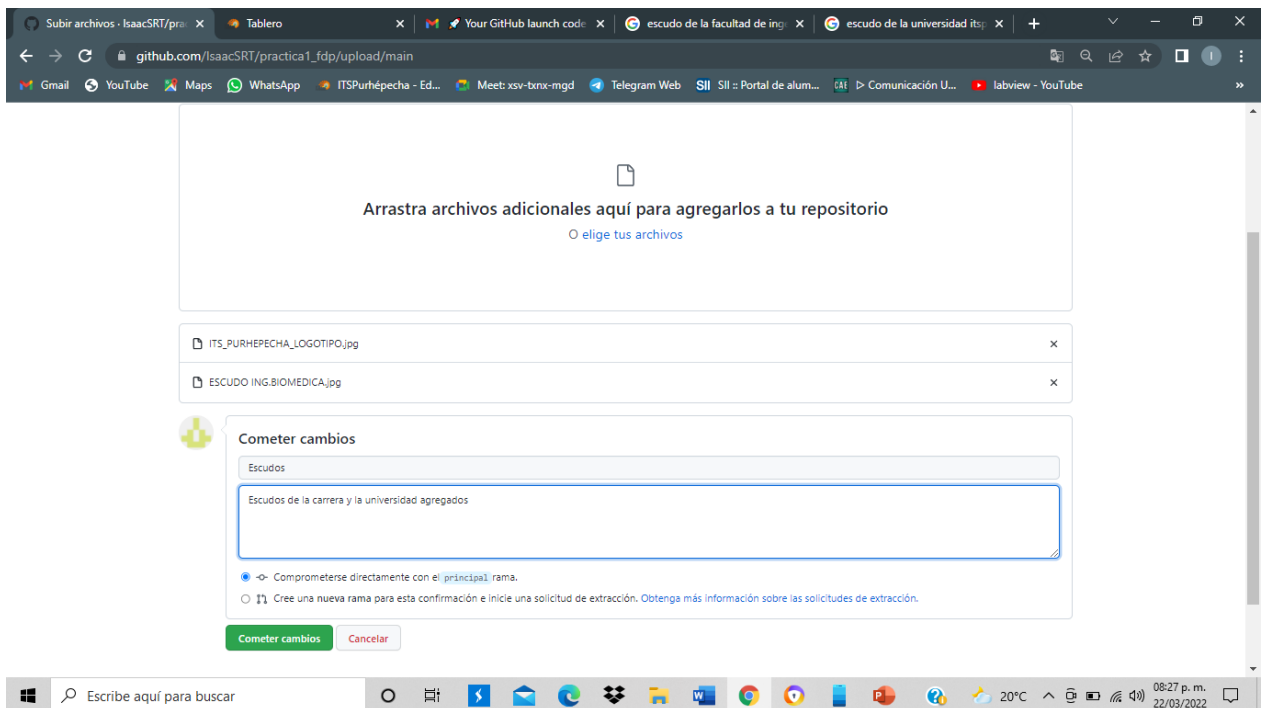 Subir archivos · IsaacSRT/prac
Tablero
Your GitHub launch code
escudo de la facultad de ing
escudo de la universidad itsp
github.com/IsaacSRT/practica1_fdp/upload/main
Gmail
YouTube
Maps
WhatsApp
ITSPurhépecha - Ed...
Meet: xsv-txnx-mgd
Telegram Web
SII SII :: Portal de alum...
CAE ▷ Comunicación U...
labview - YouTube
»
Arrastra archivos adicionales aquí para agregarlos a tu repositorio
O elige tus archivos
ITS_PURHEPECHA_LOGOTIPO.jpg
ESCUDO ING.BIOMEDICA.jpg
Cometer cambios
Escudos
Escudos de la carrera y la universidad agregados
Comprometerse directamente con el principal rama.
Cree una nueva rama para esta confirmación e inicie una solicitud de extracción. Obtenga más información sobre las solicitudes de extracción.
Cometer cambios
Cancelar
Escribe aquí para buscar
20°C
08:27 p. m.
22/03/2022